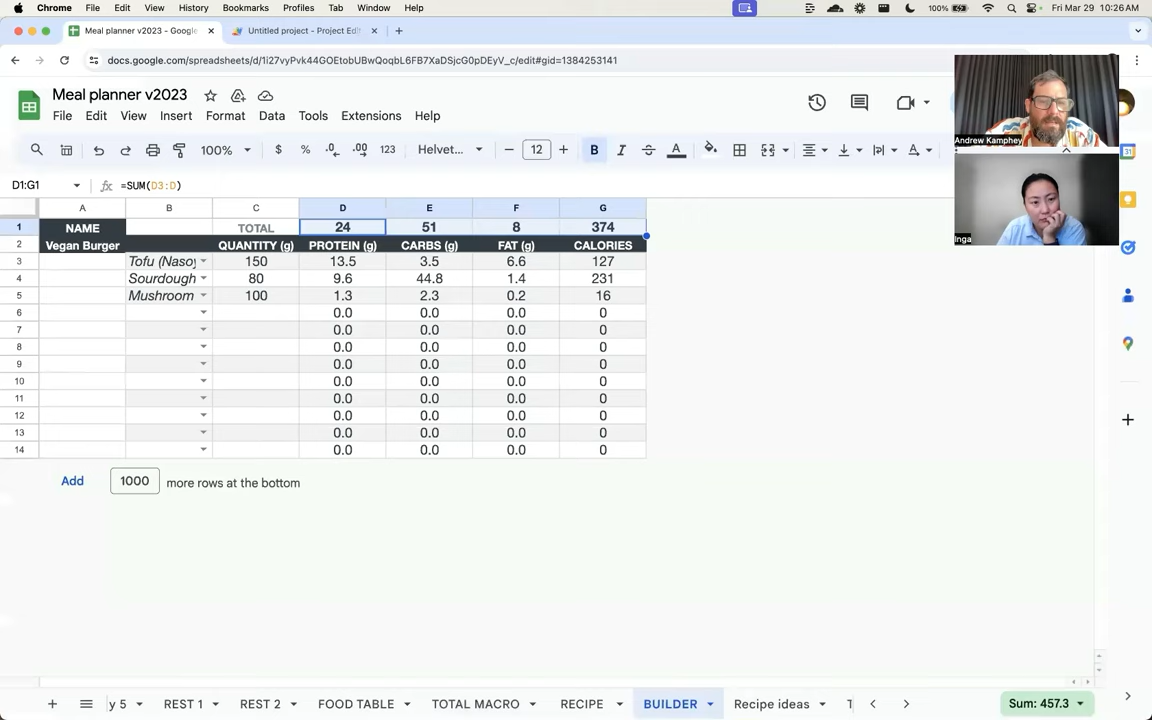 Chrome File Edit View History Bookmarks Profiles Tab Window Help 100% Fri Mar 29 10:26 AM
Meal planner v2023 - Google Untitled project - Project Edi
docs.google.com/spreadsheets/d/1i27vyPvk44GOEtobUBwQoqbL6FB7XaDSjcG0pDEyV_c/edit#gid=1384253141
Meal planner v2023
File Edit View Insert Format Data Tools Extensions Help
100% $ % .0 .00 123 Helvet... 12 B I A
D1:G1 =SUM(D3:D)
A B C D E F G
1 NAME TOTAL 24 51 8 374
2 Vegan Burger QUANTITY (g) PROTEIN (g) CARBS (g) FAT (g) CALORIES
3 Tofu (Nasoy 150 13.5 3.5 6.6 127
4 Sourdough 80 9.6 44.8 1.4 231
5 Mushroom 100 1.3 2.3 0.2 16
6 0.0 0.0 0.0 0
7 0.0 0.0 0.0 0
8 0.0 0.0 0.0 0
9 0.0 0.0 0.0 0
10 0.0 0.0 0.0 0
11 0.0 0.0 0.0 0
12 0.0 0.0 0.0 0
13 0.0 0.0 0.0 0
14 0.0 0.0 0.0 0
Add 1000 more rows at the bottom
Andrew Kamphey
Inga
y 5 REST 1 REST 2 FOOD TABLE TOTAL MACRO RECIPE BUILDER Recipe ideas T Sum: 457.3